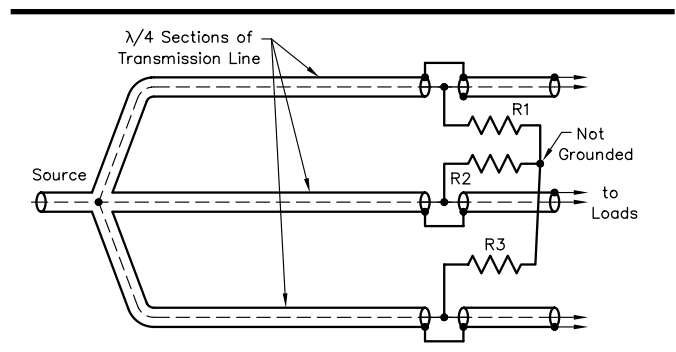 λ/4 Sections of
Transmission Line
R1
Not
Grounded
Source
R2
to
Loads
R3